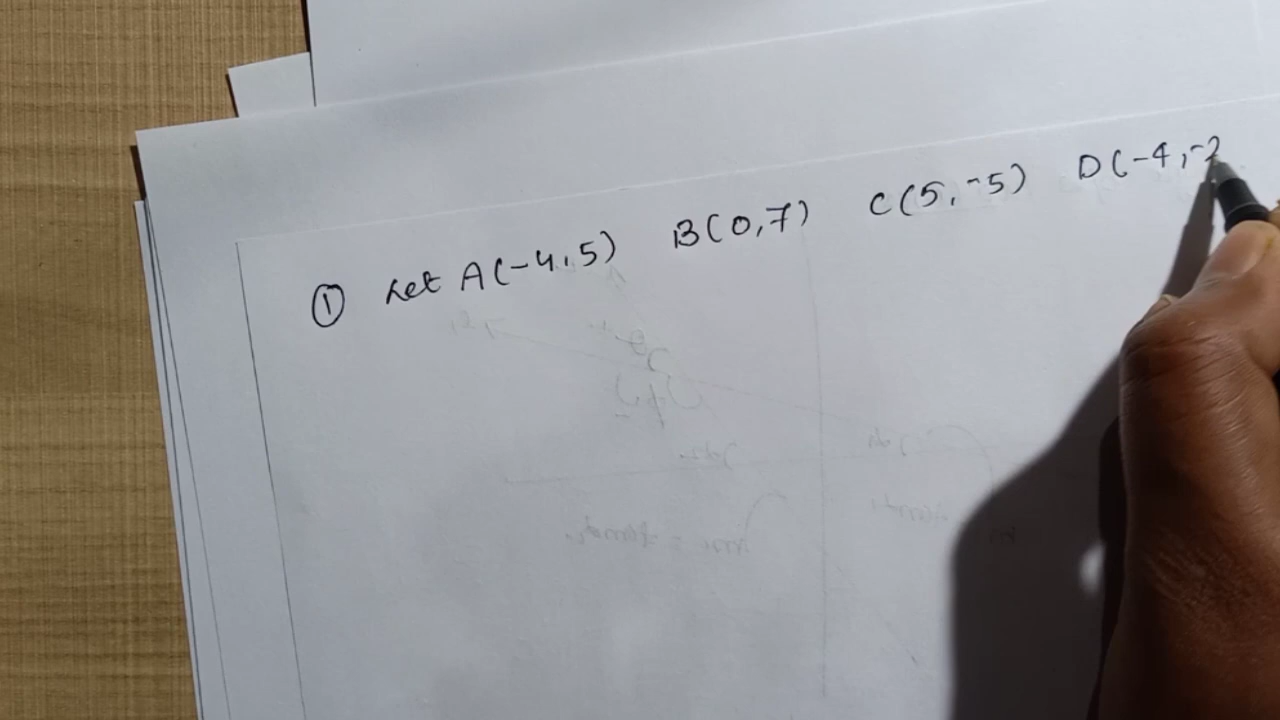 ① Let A(-4,5) B(0,7) C(5,-5) D(-4,-2